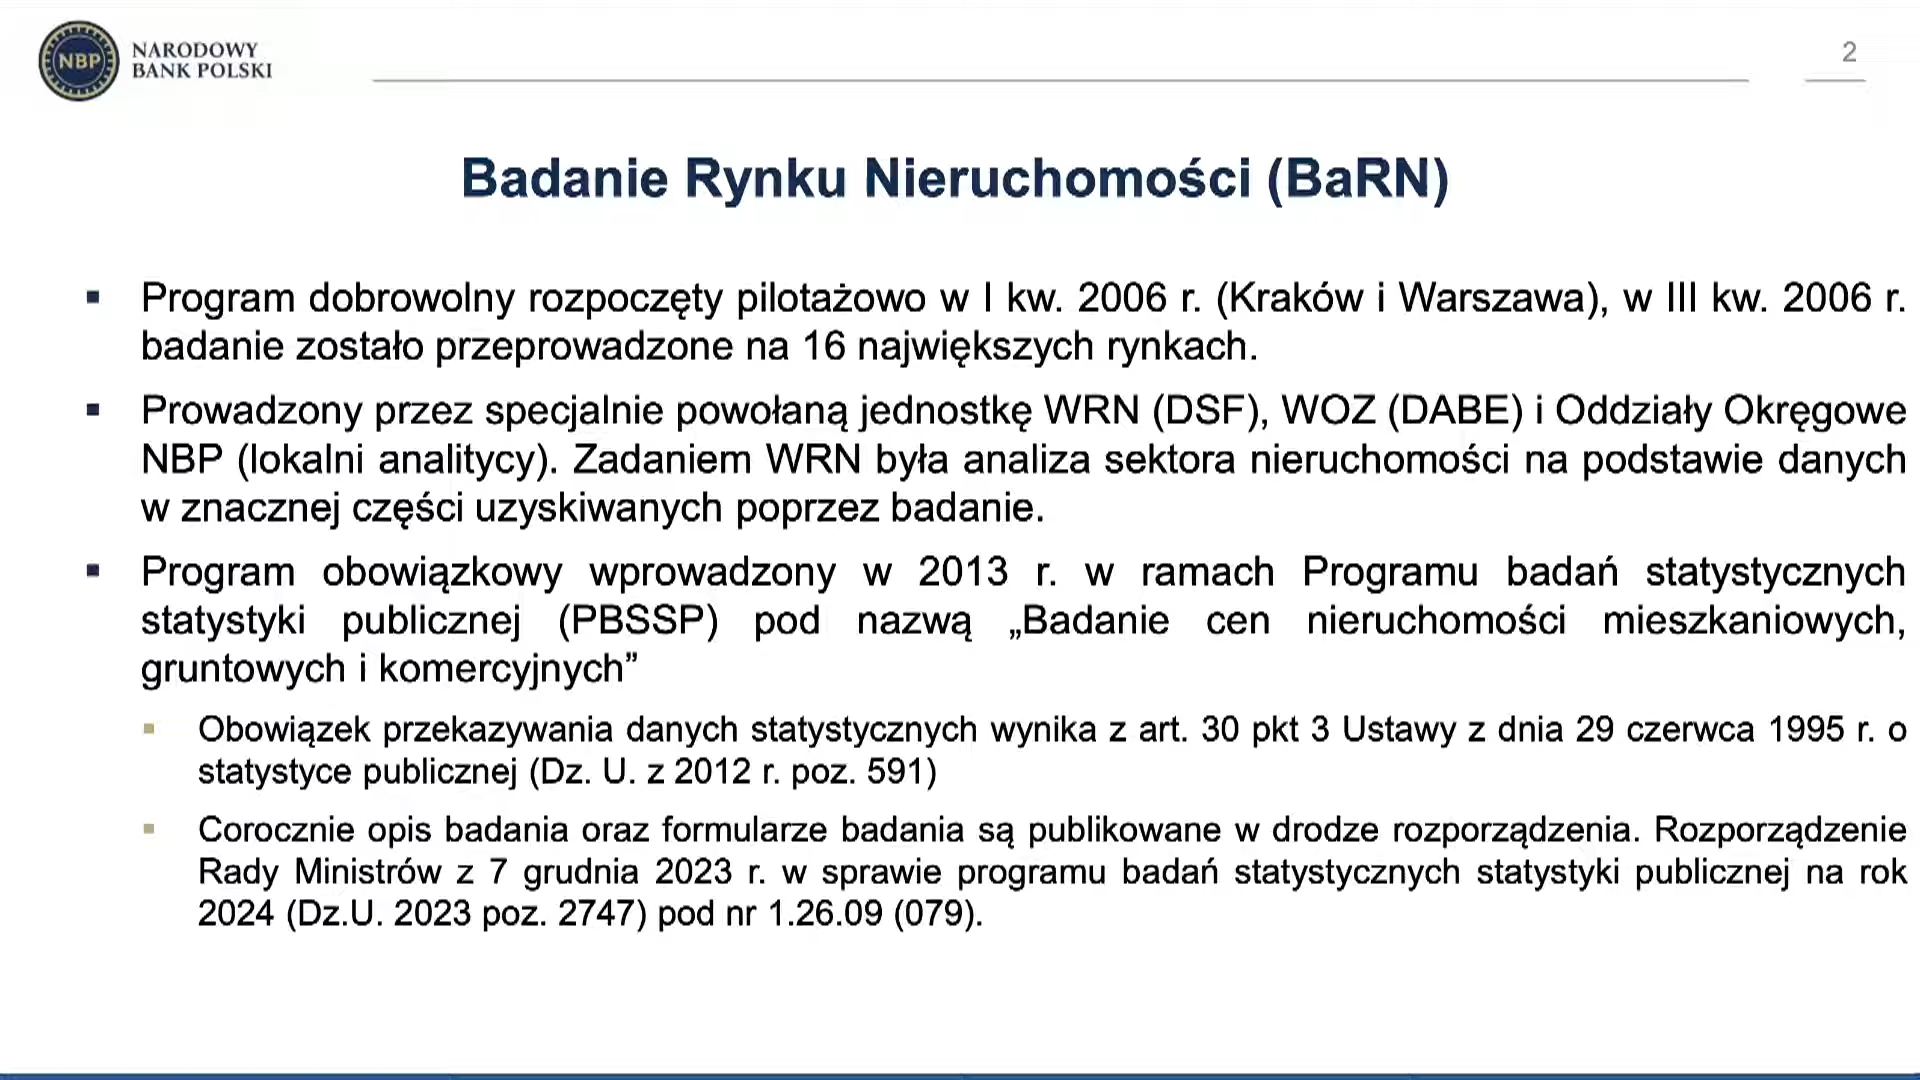 NBP
NARODOWY
BANK POLSKI
2
Badanie Rynku Nieruchomości (BaRN)
▪ Program dobrowolny rozpoczęty pilotażowo w I kw. 2006 r. (Kraków i Warszawa), w III kw. 2006 r.
badanie zostało przeprowadzone na 16 największych rynkach.
▪ Prowadzony przez specjalnie powołaną jednostkę WRN (DSF), WOZ (DABE) i Oddziały Okręgowe
NBP (lokalni analitycy). Zadaniem WRN była analiza sektora nieruchomości na podstawie danych
w znacznej części uzyskiwanych poprzez badanie.
▪ Program obowiązkowy wprowadzony w 2013 r. w ramach Programu badań statystycznych
statystyki publicznej (PBSSP) pod nazwą „Badanie cen nieruchomości mieszkaniowych,
gruntowych i komercyjnych”
▪ Obowiązek przekazywania danych statystycznych wynika z art. 30 pkt 3 Ustawy z dnia 29 czerwca 1995 r. o
statystyce publicznej (Dz. U. z 2012 r. poz. 591)
▪ Corocznie opis badania oraz formularze badania są publikowane w drodze rozporządzenia. Rozporządzenie
Rady Ministrów z 7 grudnia 2023 r. w sprawie programu badań statystycznych statystyki publicznej na rok
2024 (Dz.U. 2023 poz. 2747) pod nr 1.26.09 (079).